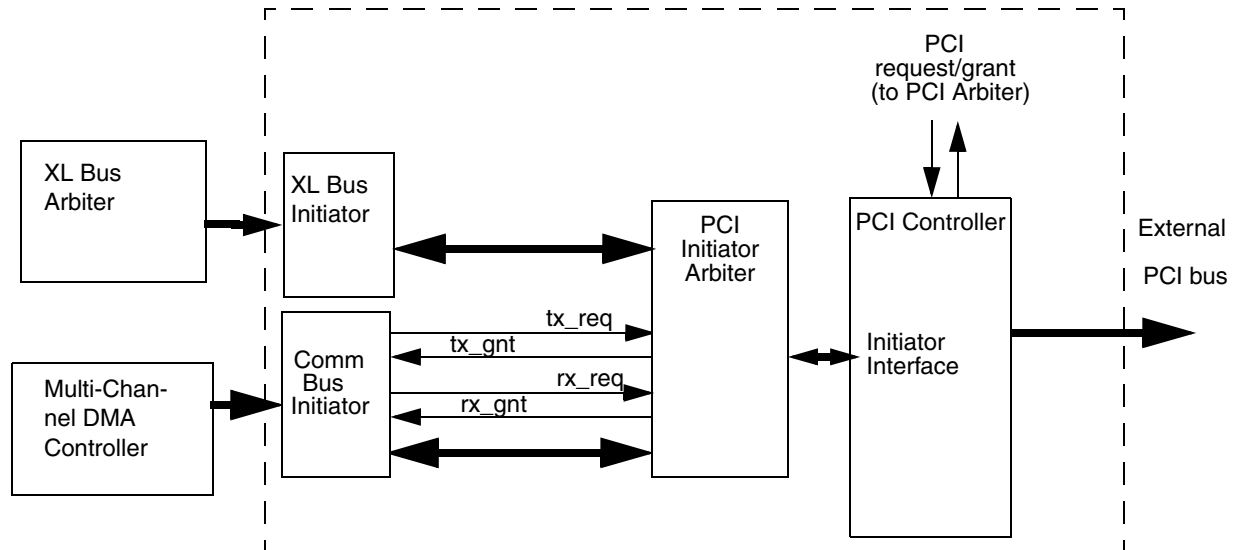 PCI
request/grant
(to PCI Arbiter)
XL Bus
Arbiter
XL Bus
Initiator
PCI
Initiator
Arbiter
PCI Controller
External
PCI bus
tx_req
tx_gnt
rx_req
rx_gnt
Initiator
Interface
Comm
Bus
Initiator
Multi-Chan-
nel DMA
Controller